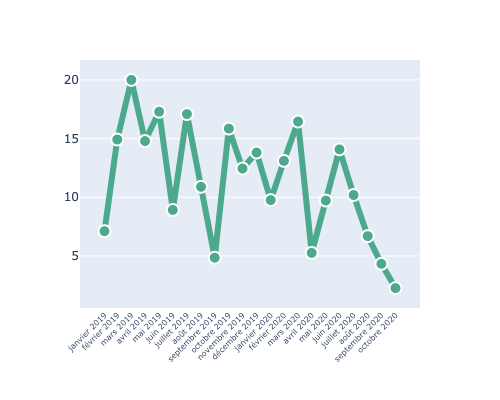 20
15
10
5
janvier 2019
février 2019
mars 2019
avril 2019
mai 2019
juin 2019
juillet 2019
août 2019
septembre 2019
octobre 2019
novembre 2019
décembre 2019
janvier 2020
février 2020
mars 2020
avril 2020
mai 2020
juin 2020
juillet 2020
août 2020
septembre 2020
octobre 2020